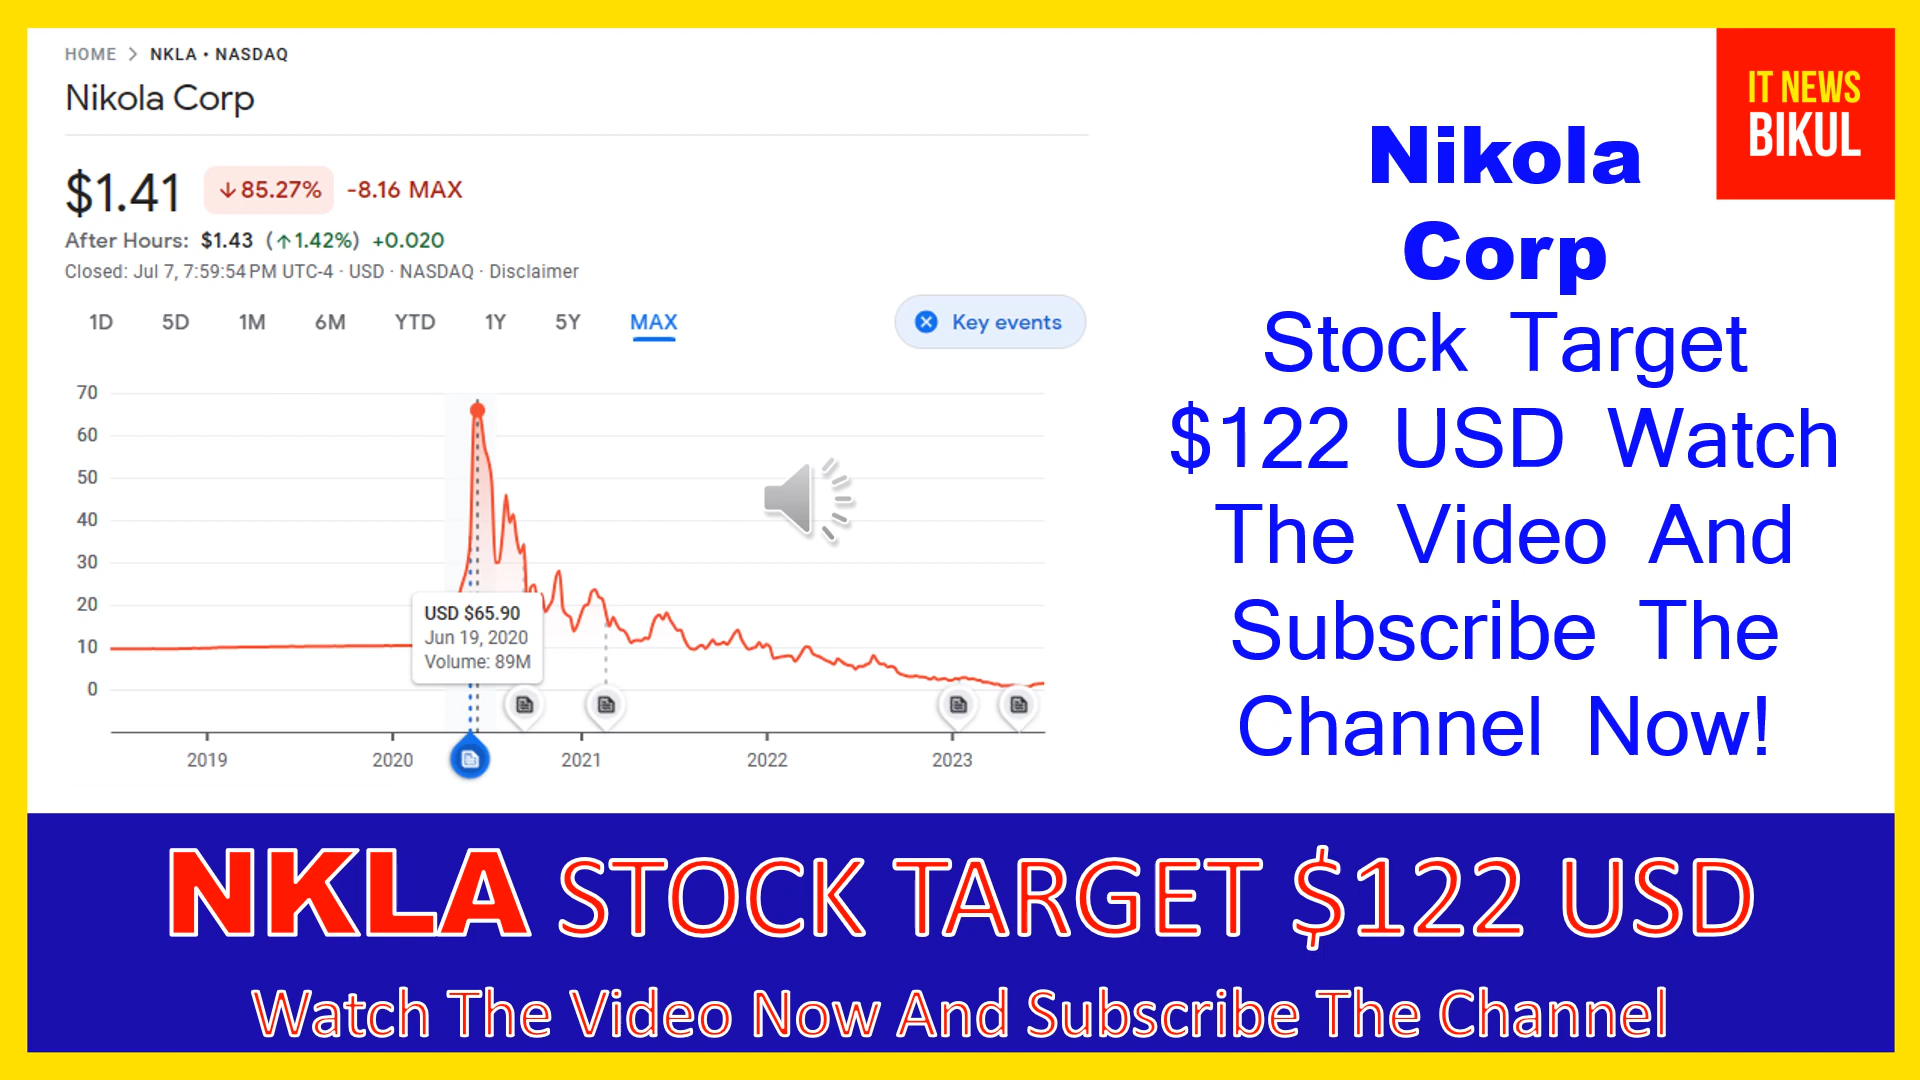 HOME > NKLA • NASDAQ
Nikola Corp
$1.41 ↓85.27% -8.16 MAX
After Hours: $1.43 (↑1.42%) +0.020
Closed: Jul 7, 7:59:54 PM UTC-4 · USD · NASDAQ · Disclaimer
1D 5D 1M 6M YTD 1Y 5Y MAX Key events
70
60
50
40
30
20
10
0
USD $65.90
Jun 19, 2020
Volume: 89M
2019 2020 2021 2022 2023
IT NEWS
BIKUL
Nikola
Corp
Stock Target
$122 USD Watch
The Video And
Subscribe The
Channel Now!
NKLA STOCK TARGET $122 USD
Watch The Video Now And Subscribe The Channel